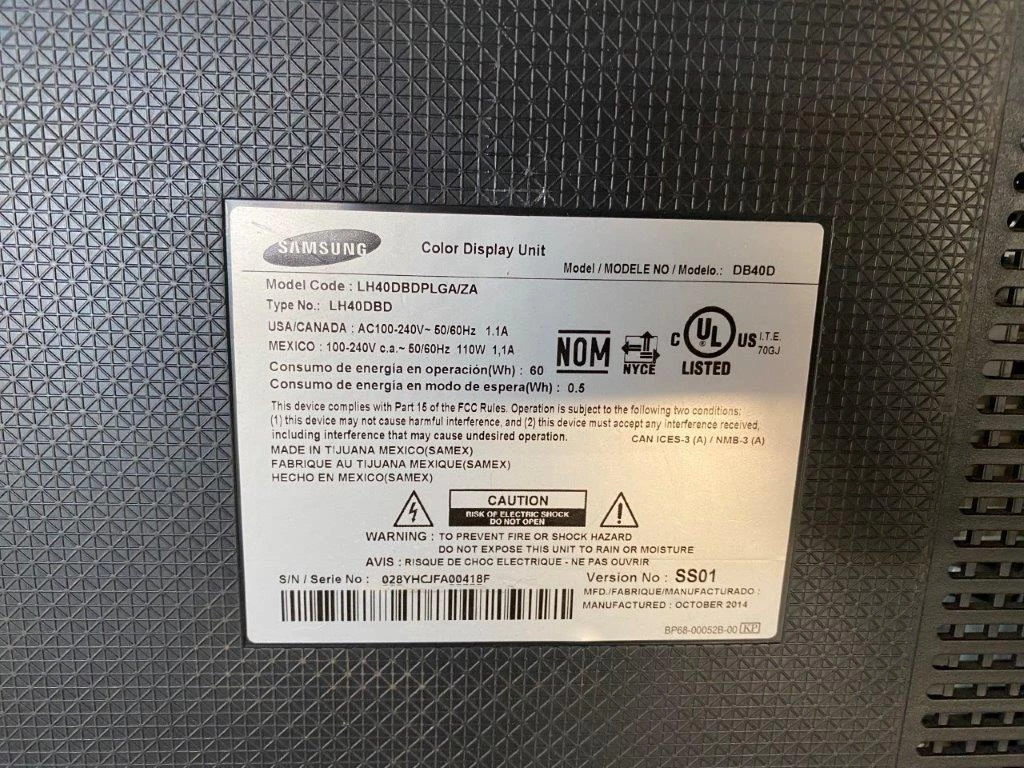 SAMSUNG
Color Display Unit
Model / MODELE NO / Modelo.: DB40D
Model Code : LH40DBDPLGA/ZA
Type No.: LH40DBD
USA/CANADA : AC100-240V~ 50/60Hz 1.1A
MEXICO : 100-240V c.a.~ 50/60Hz 110W 1,1A
Consumo de energía en operación(Wh) : 60
Consumo de energía en modo de espera(Wh) : 0.5
NOM
NYCE
C UL US
LISTED
I.T.E.
70GJ
This device complies with Part 15 of the FCC Rules. Operation is subject to the following two conditions:
(1) this device may not cause harmful interference, and (2) this device must accept any interference received,
including interference that may cause undesired operation.
CAN ICES-3 (A) / NMB-3 (A)
MADE IN TIJUANA MEXICO(SAMEX)
FABRIQUE AU TIJUANA MEXIQUE(SAMEX)
HECHO EN MEXICO(SAMEX)
CAUTION
RISK OF ELECTRIC SHOCK
DO NOT OPEN
WARNING : TO PREVENT FIRE OR SHOCK HAZARD
DO NOT EXPOSE THIS UNIT TO RAIN OR MOISTURE
AVIS : RISQUE DE CHOC ELECTRIQUE - NE PAS OUVRIR
S/N / Serie No : 028YHCJFA00418F
Version No : SS01
MFD./FABRIQUE/MANUFACTURADO :
MANUFACTURED : OCTOBER 2014
BP68-00052B-00 KP